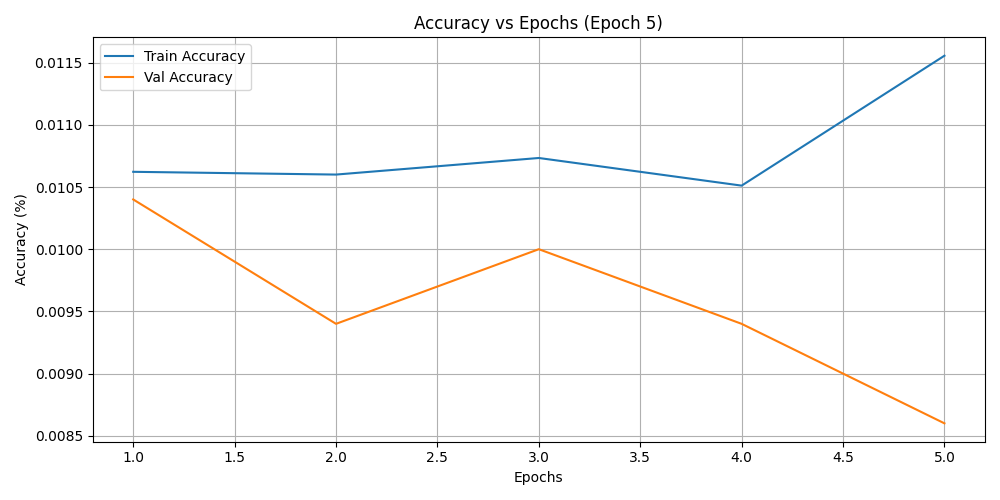 Accuracy vs Epochs (Epoch 5)
Train Accuracy
Val Accuracy
0.0115
0.0110
0.0105
0.0100
0.0095
0.0090
0.0085
Accuracy (%)
1.0 1.5 2.0 2.5 3.0 3.5 4.0 4.5 5.0
Epochs